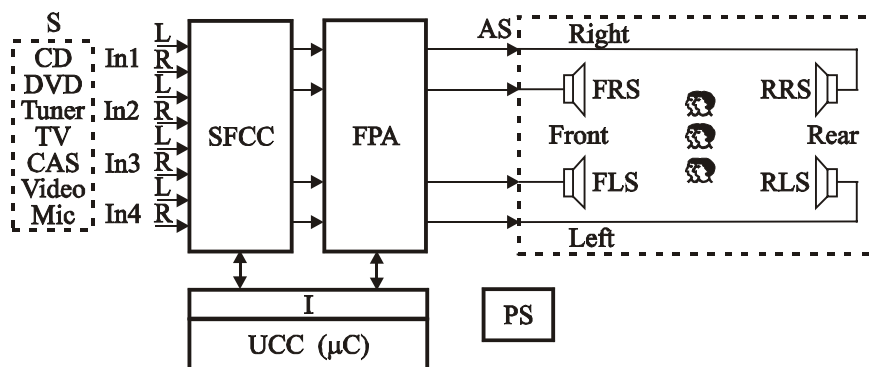 S
CD
DVD
Tuner
TV
CAS
Video
Mic
In1
In2
In3
In4
L
R
L
R
L
R
L
R
SFCC
FPA
AS
Right
FRS
RRS
Front
Rear
FLS
RLS
Left
I
UCC (μC)
PS